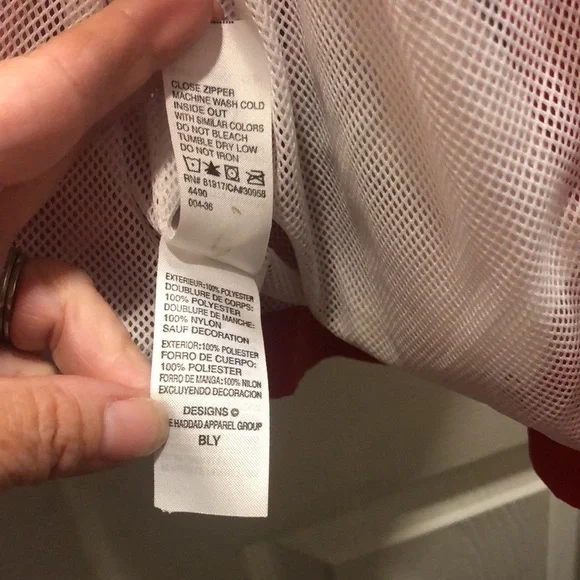 CLOSE ZIPPER
MACHINE WASH COLD
INSIDE OUT
WITH SIMILAR COLORS
DO NOT BLEACH
TUMBLE DRY LOW
DO NOT IRON
RN# 81917/CA#30958
4490
004-36
EXTERIEUR:100% POLYESTER
DOUBLURE DE CORPS:
100% POLYESTER
DOUBLURE DE MANCHE:
100% NYLON
SAUF DECORATION
EXTERIOR:100% POLIESTER
FORRO DE CUERPO:
100% POLIESTER
FORRO DE MANGA:100% NILON
EXCLUYENDO DECORACION
DESIGNS ©
E HADDAD APPAREL GROUP
BLY